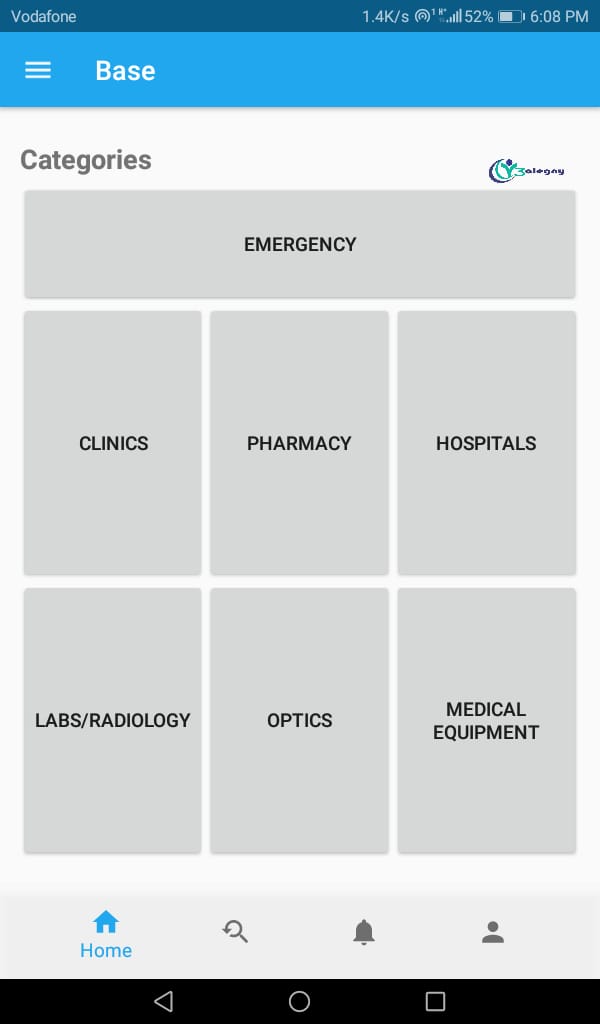 Vodafone
1.4K/s 52% 6:08 PM
Base
Categories
3alegny
EMERGENCY
CLINICS
PHARMACY
HOSPITALS
LABS/RADIOLOGY
OPTICS
MEDICAL
EQUIPMENT
Home